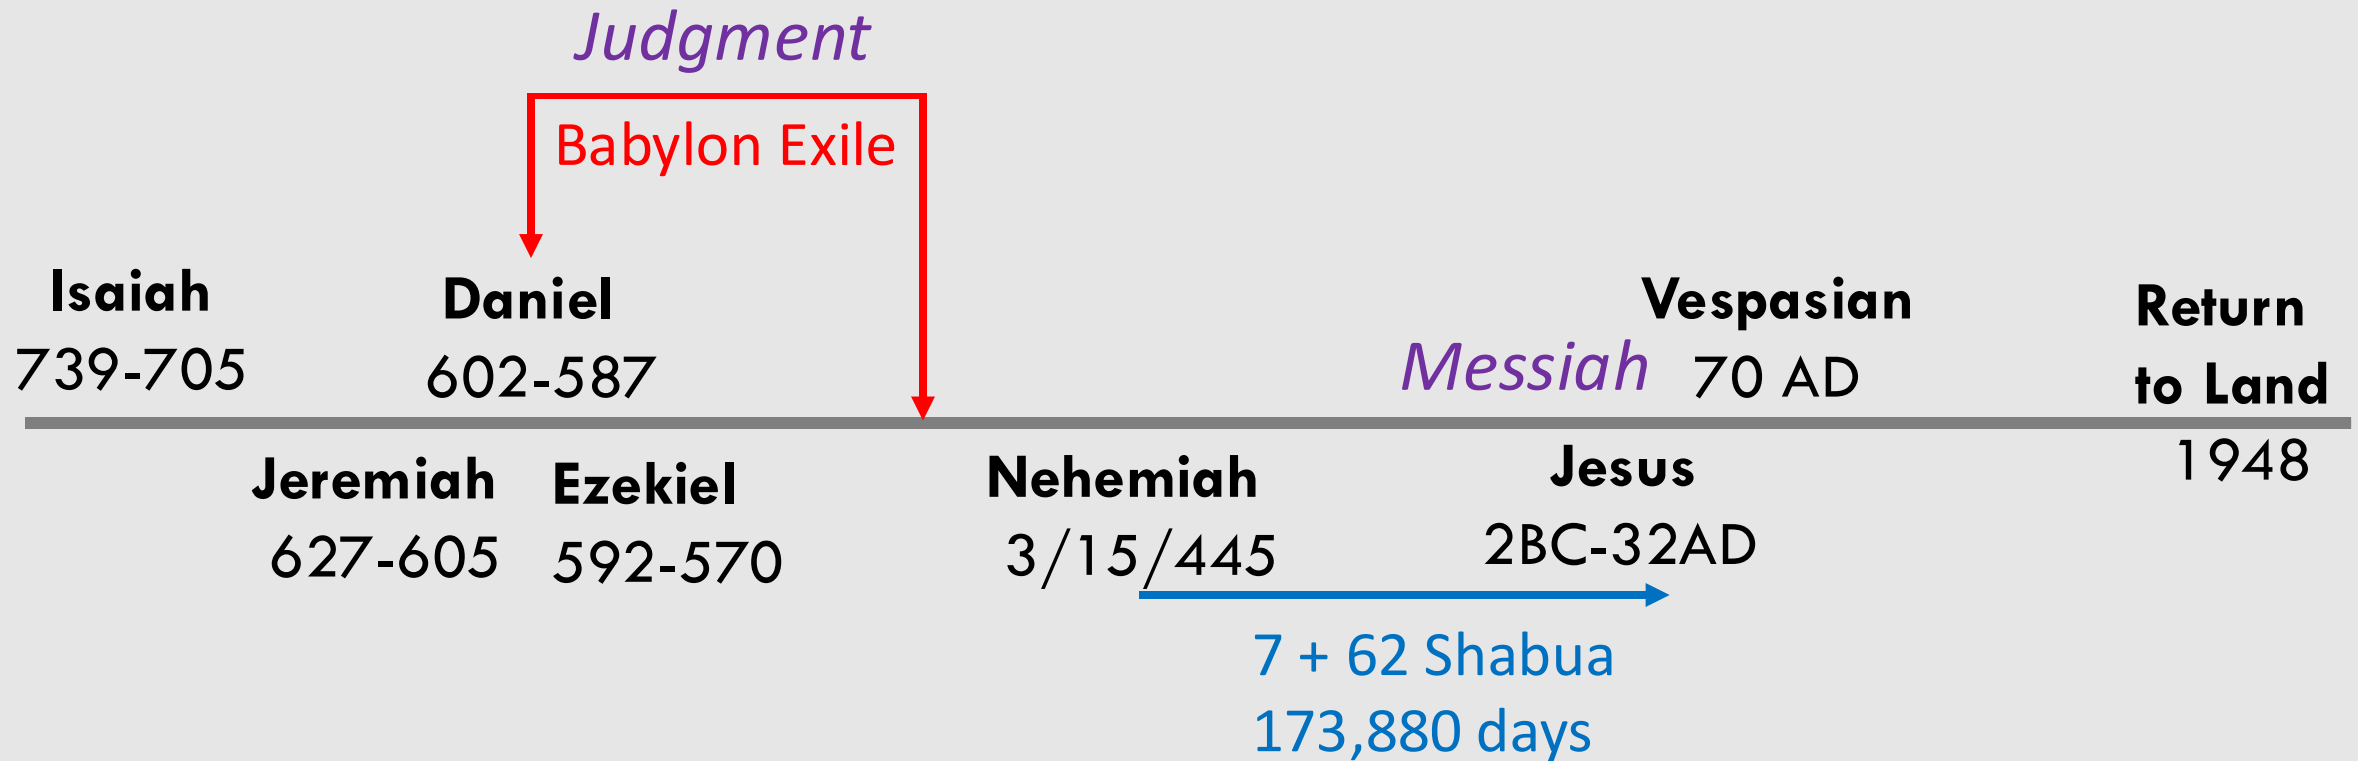 Judgment
Babylon Exile
Isaiah
739-705
Daniel
602-587
Messiah
Vespasian
70 AD
Return
to Land
1948
Jeremiah
627-605
Ezekiel
592-570
Nehemiah
3/15/445
Jesus
2BC-32AD
7 + 62 Shabua
173,880 days